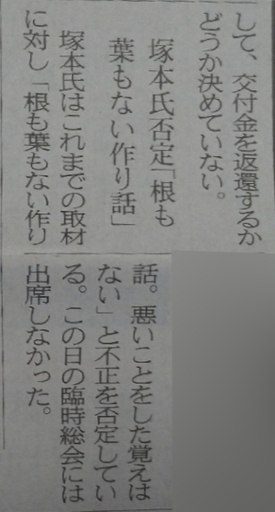 して、交付金を返還するか
どうか決めていない。
塚本氏否定「根も
葉もない作り話」
塚本氏はこれまでの取材
に対し「根も葉もない作り
話。悪いことをした覚えは
ない」と不正を否定してい
る。この日の臨時総会には
出席しなかった。